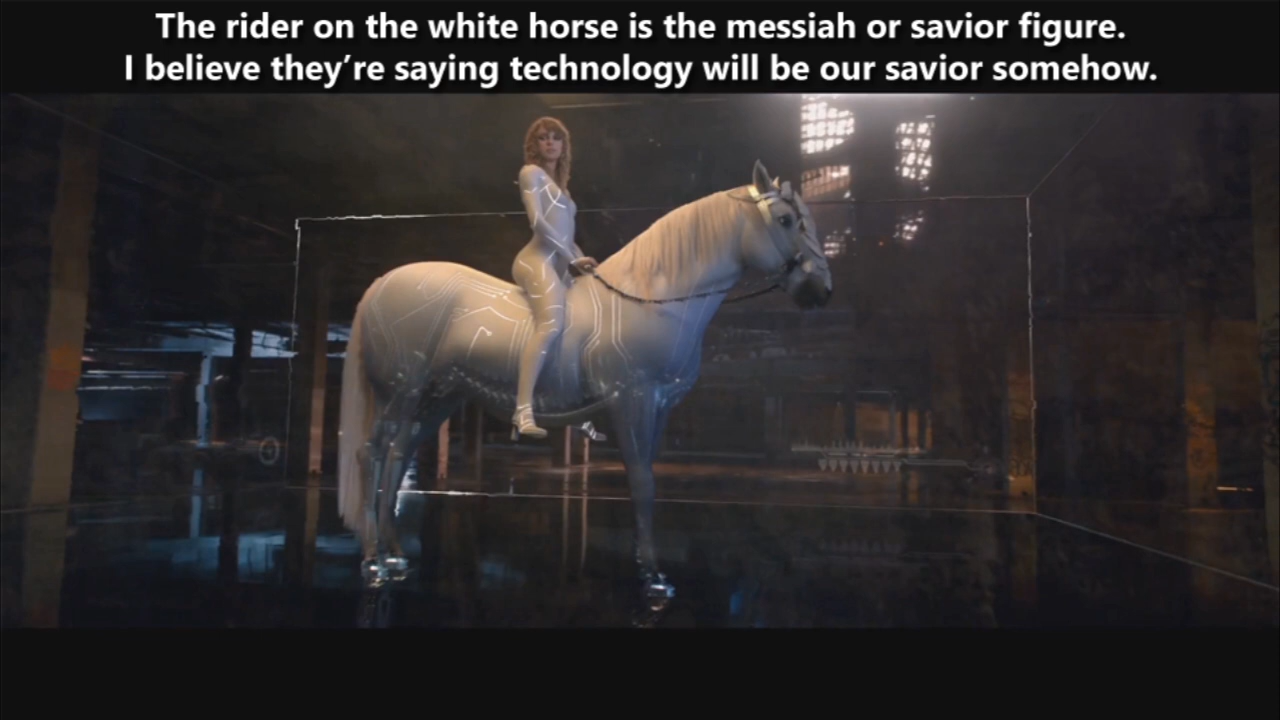 The rider on the white horse is the messiah or savior figure.
I believe they’re saying technology will be our savior somehow.